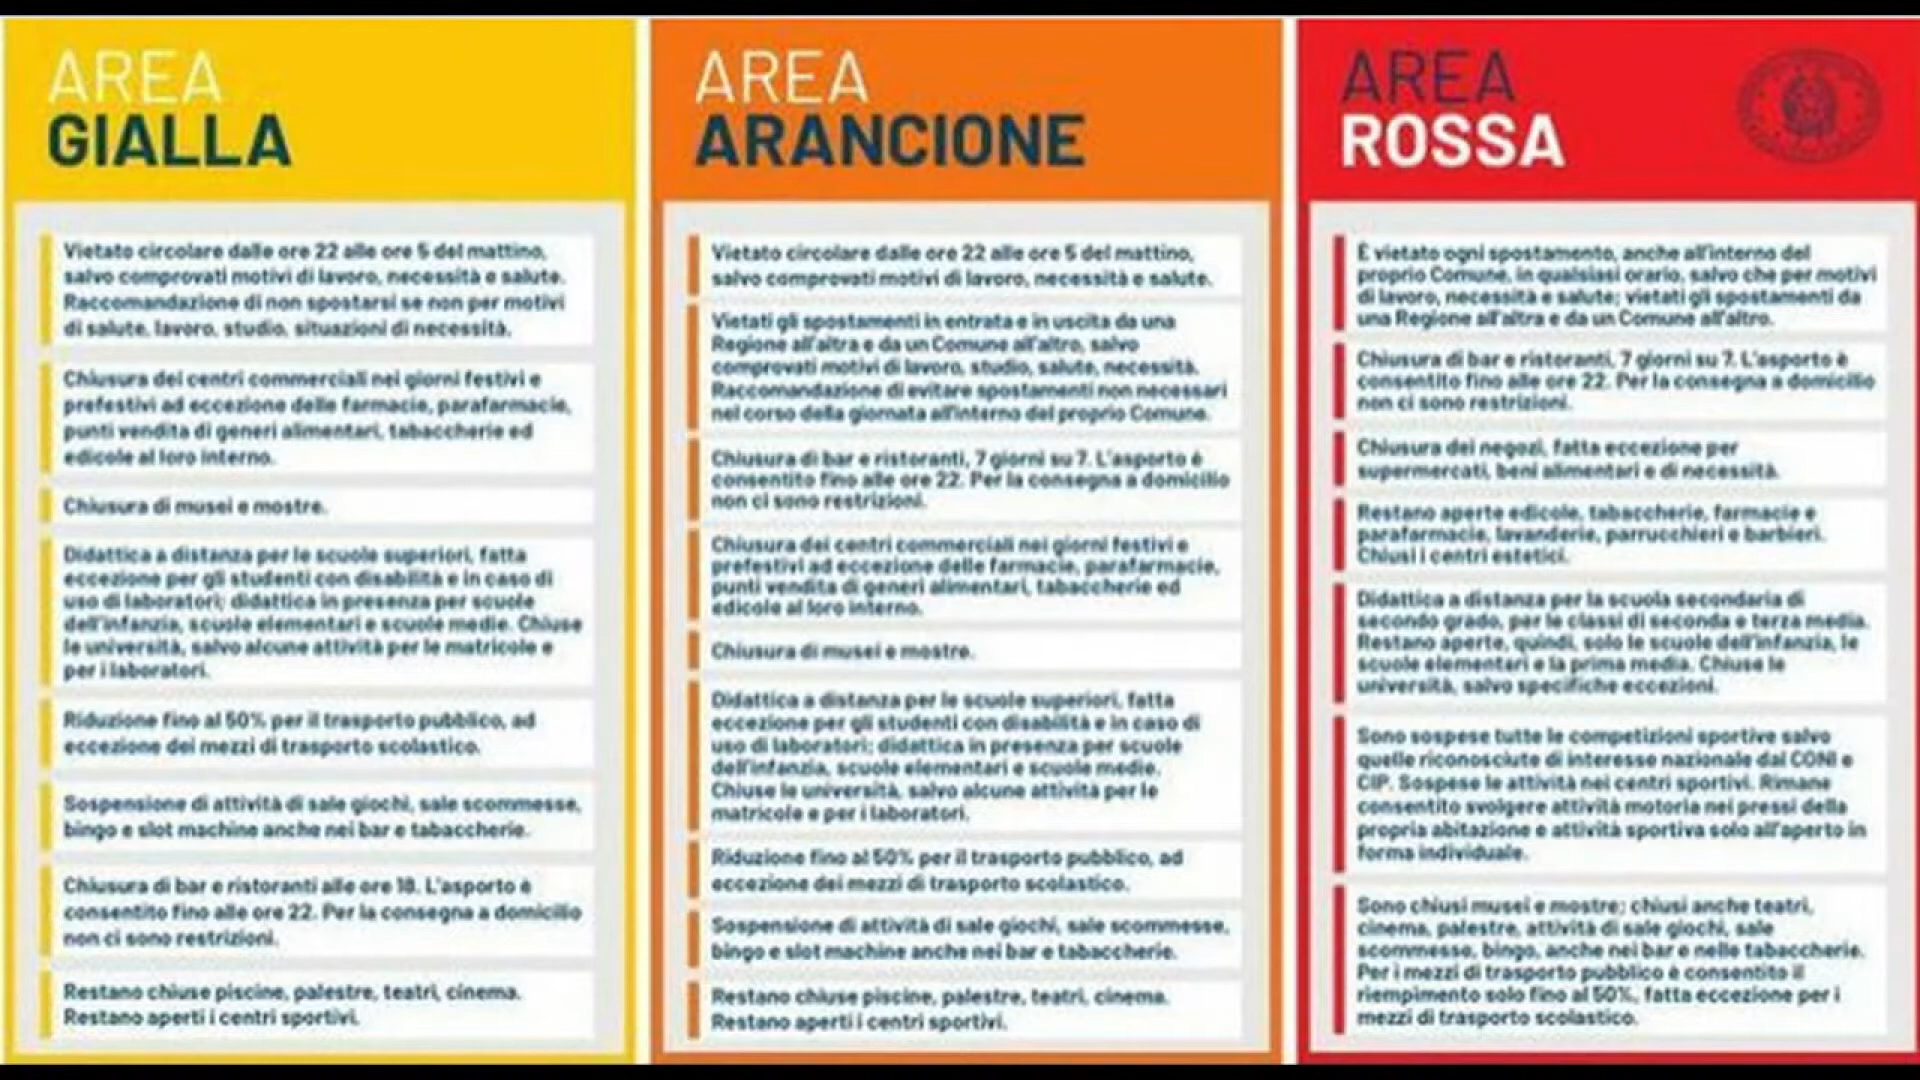 AREA
GIALLA
Vietato circolare dalle ore 22 alle ore 5 del mattino,
salvo comprovati motivi di lavoro, necessità e salute.
Raccomandazione di non spostarsi se non per motivi
di salute, lavoro, studio, situazioni di necessità.
Chiusura dei centri commerciali nei giorni festivi e
prefestivi ad eccezione delle farmacie, parafarmacie,
punti vendita di generi alimentari, tabaccherie ed
edicole al loro interno.
Chiusura di musei e mostre.
Didattica a distanza per le scuole superiori, fatta
eccezione per gli studenti con disabilità e in caso di
uso di laboratori; didattica in presenza per scuole
dell'infanzia, scuole elementari e scuole medie. Chiuse
le università, salvo alcune attività per le matricole e
per i laboratori.
Riduzione fino al 50% per il trasporto pubblico, ad
eccezione dei mezzi di trasporto scolastico.
Sospensione di attività di sale giochi, sale scommesse,
bingo e slot machine anche nei bar e tabaccherie.
Chiusura di bar e ristoranti alle ore 18. L'asporto è
consentito fino alle ore 22. Per la consegna a domicilio
non ci sono restrizioni.
Restano chiuse piscine, palestre, teatri, cinema.
Restano aperti i centri sportivi.
AREA
ARANCIONE
Vietato circolare dalle ore 22 alle ore 5 del mattino,
salvo comprovati motivi di lavoro, necessità e salute.
Vietati gli spostamenti in entrata e in uscita da una
Regione all'altra e da un Comune all'altro, salvo
comprovati motivi di lavoro, studio, salute, necessità.
Raccomandazione di evitare spostamenti non necessari
nel corso della giornata all'interno del proprio Comune.
Chiusura di bar e ristoranti, 7 giorni su 7. L'asporto è
consentito fino alle ore 22. Per la consegna a domicilio
non ci sono restrizioni.
Chiusura dei centri commerciali nei giorni festivi e
prefestivi ad eccezione delle farmacie, parafarmacie,
punti vendita di generi alimentari, tabaccherie ed
edicole al loro interno.
Chiusura di musei e mostre.
Didattica a distanza per le scuole superiori, fatta
eccezione per gli studenti con disabilità e in caso di
uso di laboratori; didattica in presenza per scuole
dell'infanzia, scuole elementari e scuole medie.
Chiuse le università, salvo alcune attività per le
matricole e per i laboratori.
Riduzione fino al 50% per il trasporto pubblico, ad
eccezione dei mezzi di trasporto scolastico.
Sospensione di attività di sale giochi, sale scommesse,
bingo e slot machine anche nei bar e tabaccherie.
Restano chiuse piscine, palestre, teatri, cinema.
Restano aperti i centri sportivi.
AREA
ROSSA
È vietato ogni spostamento, anche all'interno del
proprio Comune, in qualsiasi orario, salvo che per motivi
di lavoro, necessità e salute; vietati gli spostamenti da
una Regione all'altra e da un Comune all'altro.
Chiusura di bar e ristoranti, 7 giorni su 7. L'asporto è
consentito fino alle ore 22. Per la consegna a domicilio
non ci sono restrizioni.
Chiusura dei negozi, fatta eccezione per
supermercati, beni alimentari e di necessità.
Restano aperte edicole, tabaccherie, farmacie e
parafarmacie, lavanderie, parrucchieri e barbieri.
Chiusi i centri estetici.
Didattica a distanza per la scuola secondaria di
secondo grado, per le classi di seconda e terza media.
Restano aperte, quindi, solo le scuole dell'infanzia, le
scuole elementari e la prima media. Chiuse le
università, salvo specifiche eccezioni.
Sono sospese tutte le competizioni sportive salvo
quelle riconosciute di interesse nazionale dal CONI e
CIP. Sospese le attività nei centri sportivi. Rimane
consentito svolgere attività motoria nei pressi della
propria abitazione e attività sportiva solo all'aperto in
forma individuale.
Sono chiusi musei e mostre; chiusi anche teatri,
cinema, palestre, attività di sale giochi, sale
scommesse, bingo, anche nei bar e nelle tabaccherie.
Per i mezzi di trasporto pubblico è consentito il
riempimento solo fino al 50%, fatta eccezione per i
mezzi di trasporto scolastico.